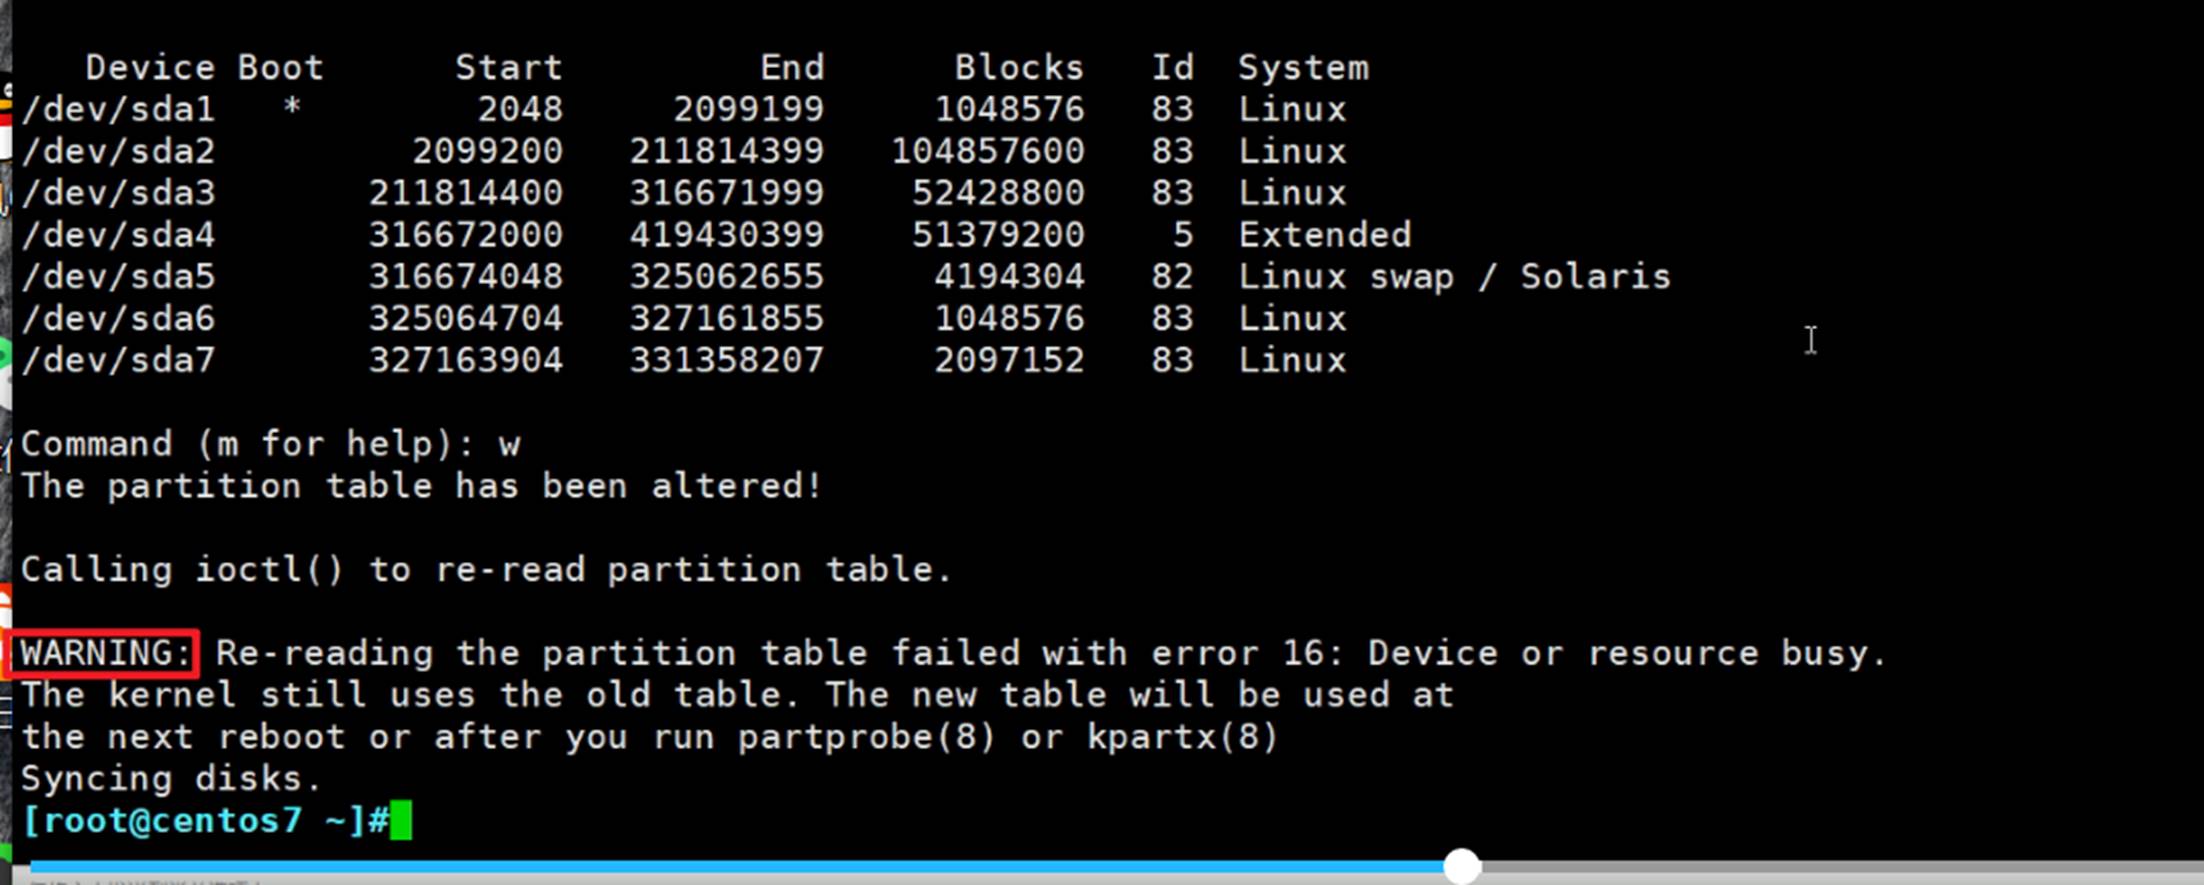 Device Boot Start End Blocks Id System
/dev/sda1 * 2048 2099199 1048576 83 Linux
/dev/sda2 2099200 211814399 104857600 83 Linux
/dev/sda3 211814400 316671999 52428800 83 Linux
/dev/sda4 316672000 419430399 51379200 5 Extended
/dev/sda5 316674048 325062655 4194304 82 Linux swap / Solaris
/dev/sda6 325064704 327161855 1048576 83 Linux
/dev/sda7 327163904 331358207 2097152 83 Linux
Command (m for help): w
The partition table has been altered!
Calling ioctl() to re-read partition table.
WARNING: Re-reading the partition table failed with error 16: Device or resource busy.
The kernel still uses the old table. The new table will be used at
the next reboot or after you run partprobe(8) or kpartx(8)
Syncing disks.
[root@centos7 ~]#